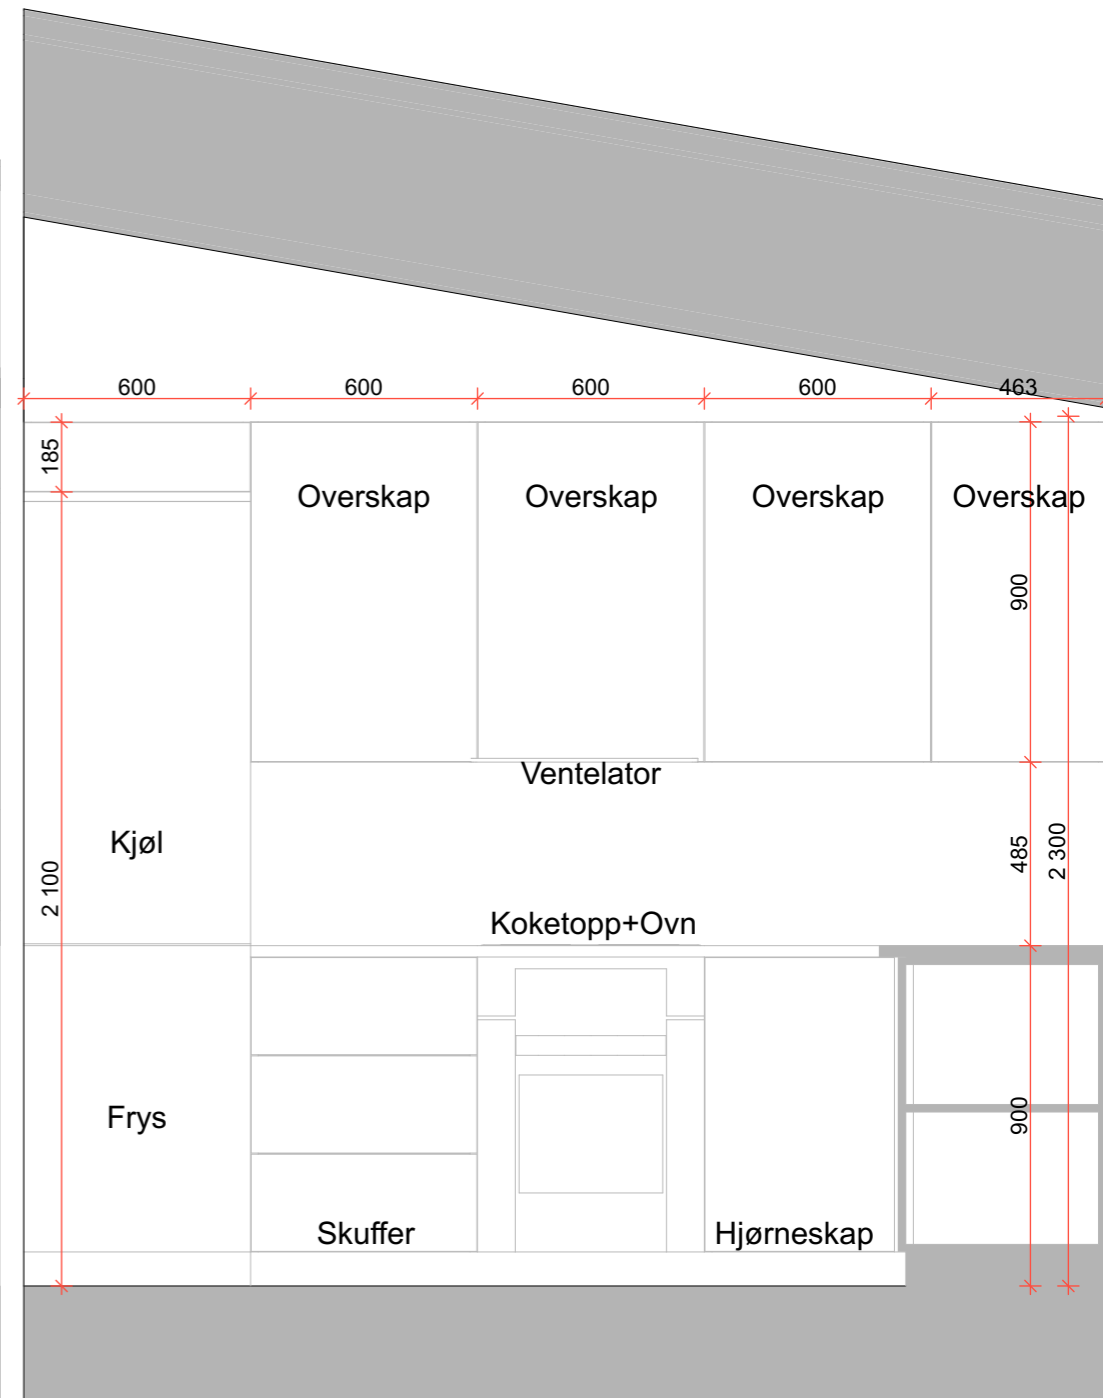 600 600 600 600 463
185
Overskap Overskap Overskap Overskap
900
Ventelator
Kjøl
485
2 300
2 100
Koketopp+Ovn
Frys
900
Skuffer
Hjørneskap